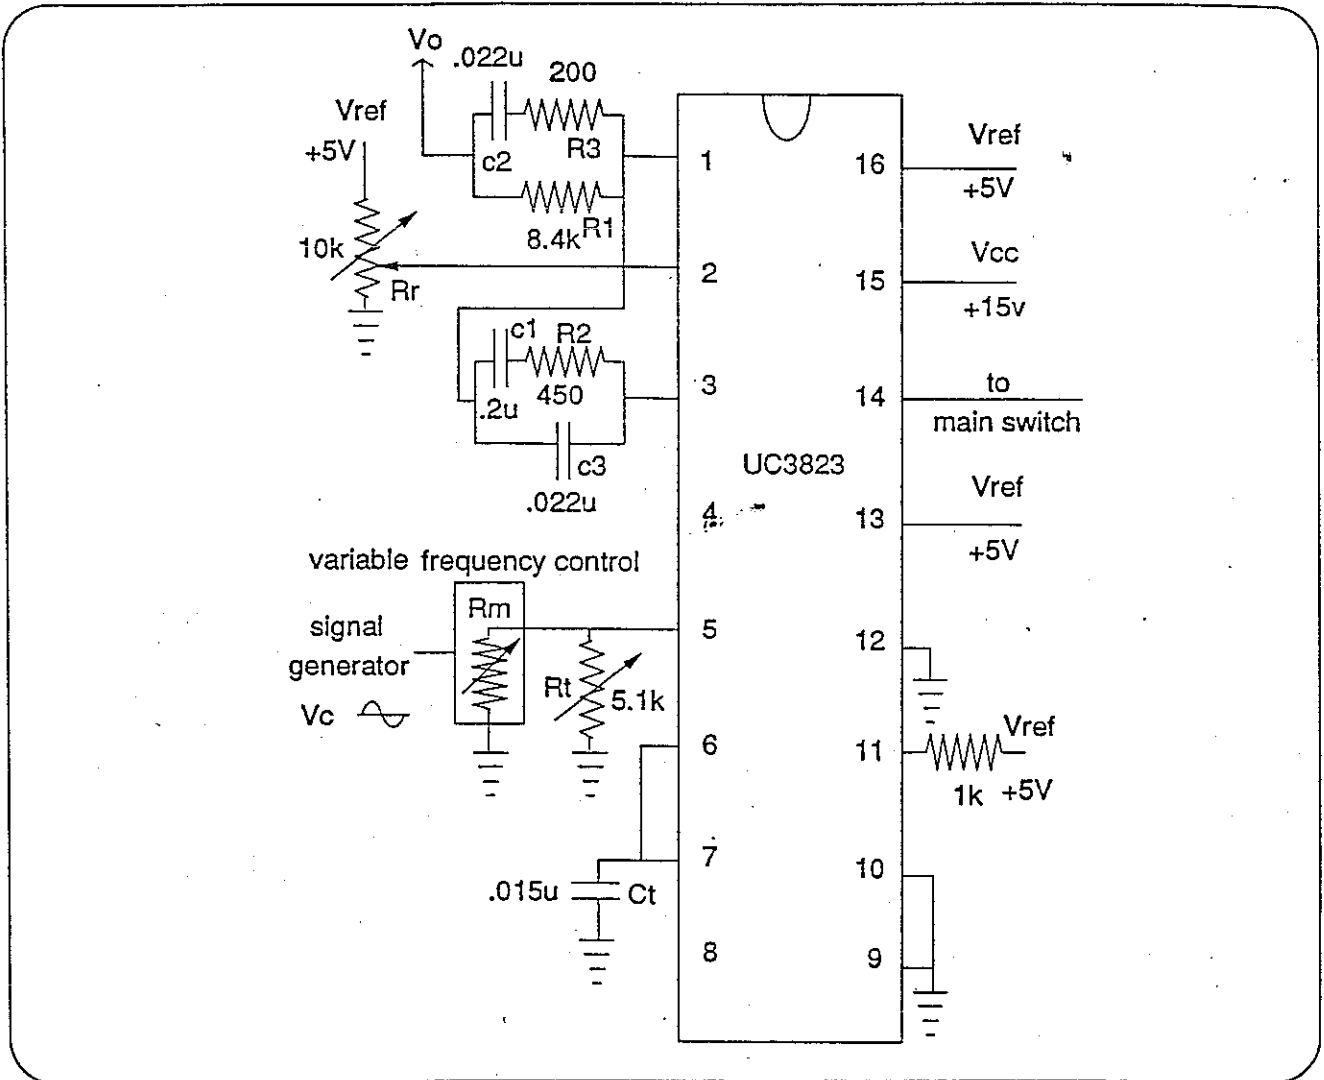 Vo
.022u
200
Vref
+5V
c2
R3
1
16
Vref
+5V
10k
8.4k
R1
Rr
2
15
Vcc
+15v
c1
R2
.2u
450
3
14
to
main switch
c3
.022u
UC3823
4
13
Vref
+5V
variable frequency control
Rm
signal
generator
Vc
5
12
Rt
5.1k
6
11
Vref
1k
+5V
7
10
.015u
Ct
8
9